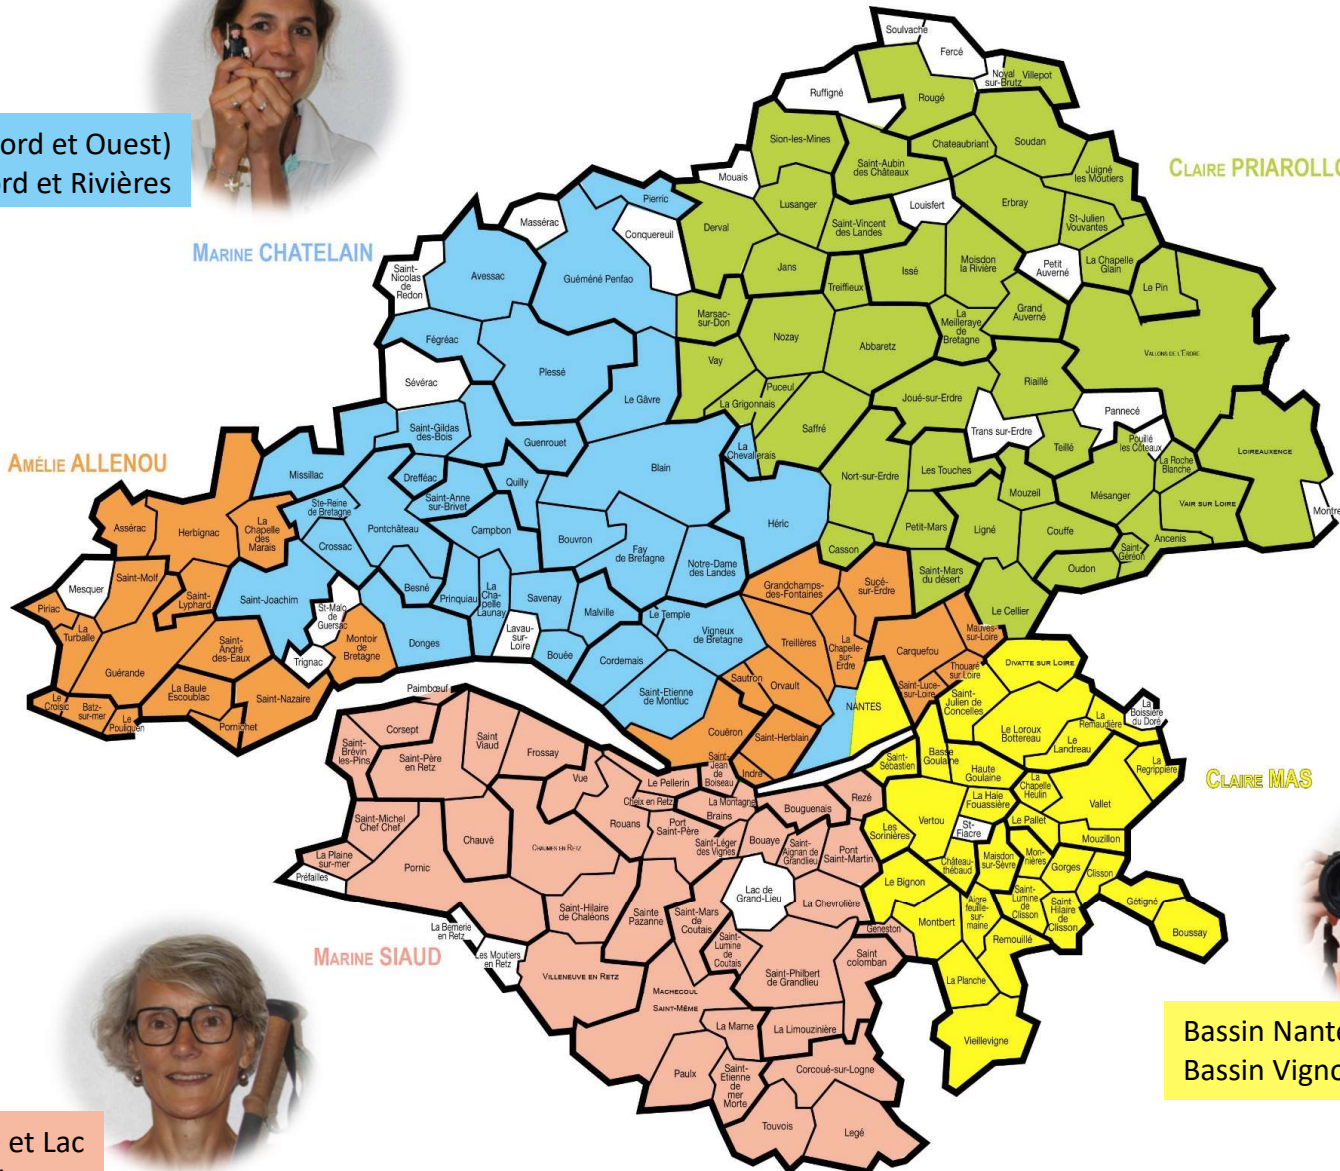 ord et Ouest)
rd et Rivières
MARINE CHATELAIN
CLAIRE PRIAROLLO
AMÉLIE ALLENOU
CLAIRE MAS
MARINE SIAUD
Bassin Nant
Bassin Vigno
et Lac
Soulvache
Fercé
Noyal
sur-Brutz
Villepot
Ruffigné
Rougé
Sion-les-Mines
Chateaubriant
Soudan
Saint-Aubin
des Châteaux
Juigné
les Moutiers
Mouais
Pierric
Massérac
Conquereuil
Lusanger
Louisfert
Erbray
St-Julien
Vouvantes
Derval
Saint-Vincent
des Landes
Saint-
Nicolas
de
Redon
Avessac
Guéméné Penfao
Jans
Issé
Moisdon
la Rivière
Petit
Auverné
La Chapelle
Glain
Le Pin
Treiffieux
Marsac-
sur-Don
La
Meilleraye
de
Bretagne
Grand
Auverné
Fégréac
Nozay
Abbaretz
VALLONS DE L'ERDRE
Vay
Plessé
Sévérac
Puceul
Riaillé
Le Gâvre
La Grigonnais
Joué-sur-Erdre
Pannecé
Saint-Gildas
des-Bois
Saffré
Trans sur-Erdre
Pouillé
les Côteaux
Guenrouet
La
Chevallerais
Teillé
LOIREAUXENCE
Missillac
Drefféac
Blain
Les Touches
La Roche
Blanche
Quilly
Nort-sur-Erdre
Saint-Anne
sur-Brivet
Mouzeil
Mésanger
Ste-Reine
de Bretagne
VAIR SUR LOIRE
Montre
Assérac
Herbignac
La
Chapelle
des
Marais
Pontchâteau
Campbon
Héric
Petit-Mars
Ligné
Couffe
Crossac
Bouvron
Fay
de Bretagne
Casson
Ancenis
Saint-
Géréon
Notre-Dame
des Landes
Saint-Mars
du désert
Oudon
Mesquer
Saint-Molf
Besné
Grandchamps-
des-Fontaines
Sucé-
sur-Erdre
Saint-
Lyphard
Saint-Joachim
Prinquiau
La
Cha-
pelle
Launay
Savenay
Malville
Piriac
St-Malo
de
Guersac
Le Temple
Le Cellier
La
Turballe
Vigneux
de Bretagne
Mauves-
sur-Loire
Saint-
André
des-Eaux
Montoir
de
Bretagne
Donges
Lavau-
sur-
Loire
Bouée
Treillères
La
Chapelle-
sur-
Erdre
Carquefou
DIVATTE SUR LOIRE
Trignac
Cordemais
Guérande
Thouaré
sur Loire
Sautron
Orvault
Saint-Luce-
sur-Loire
La Baule
Escoublac
Saint-Nazaire
Paimbœuf
Saint-Etienne
de Montluc
Saint-
Julien de
Concelles
La
Boissière
du Doré
Le
Croisic
Batz-
sur-mer
Le
Pouliguen
Pornichet
NANTES
La
Remaudière
Corsept
Couëron
Saint-Herblain
Le Loroux
Bottereau
Saint-
Brévin
les-Pins
Saint
Viaud
Frossay
Basse
Goulaine
Le
Landreau
Saint-Père
en Retz
Saint-
Jean
de
Boiseau
Indre
Saint-
Sébastien
La
Regrippière
Vue
Le Pellerin
Haute
Goulaine
La
Chapelle
Heulin
Cheix en Retz
La Montagne
Bouguenais
Rezé
La Haie
Fouassière
Vallet
Saint-Michel
Chef Chef
Rouans
Port
Saint-Père
Brains
Vertou
St-
Fiacre
Le Pallet
Chauvé
CHAUMES EN RETZ
Saint-Léger
des Vignes
Bouaye
Saint-
Aignan de
Grandlieu
Pont
Saint-Martin
Les
Sorinières
Mouzillon
La Plaine
sur-mer
Pornic
Château-
thébaud
Maisdon
sur-Sèvre
Mon-
nières
Gorges
Clisson
Préfailles
Lac de
Grand-Lieu
Le Bignon
Gétigné
La Chevrolière
Aigre
feuille-
sur-
maine
Saint-
Lumine
de
Clisson
Saint-
Hilaire
de
Clisson
Saint-Hilaire
de Chaléons
Sainte
Pazanne
Saint-Mars
de
Coutais
Montbert
Boussay
La Bernerie
en Retz
Geneston
Remouillé
Saint-
Lumine
de
Coutais
Saint
colomban
Les Moutiers
en Retz
VILLENEUVE EN RETZ
Saint-Philbert
de Grandlieu
La Planche
MACHECOUL
SAINT-MÊME
La Marne
La Limouzinière
Vieillevigne
Paulx
Saint-
Etienne
de
mer
Morte
Corcoué-sur-Logne
Touvois
Legé